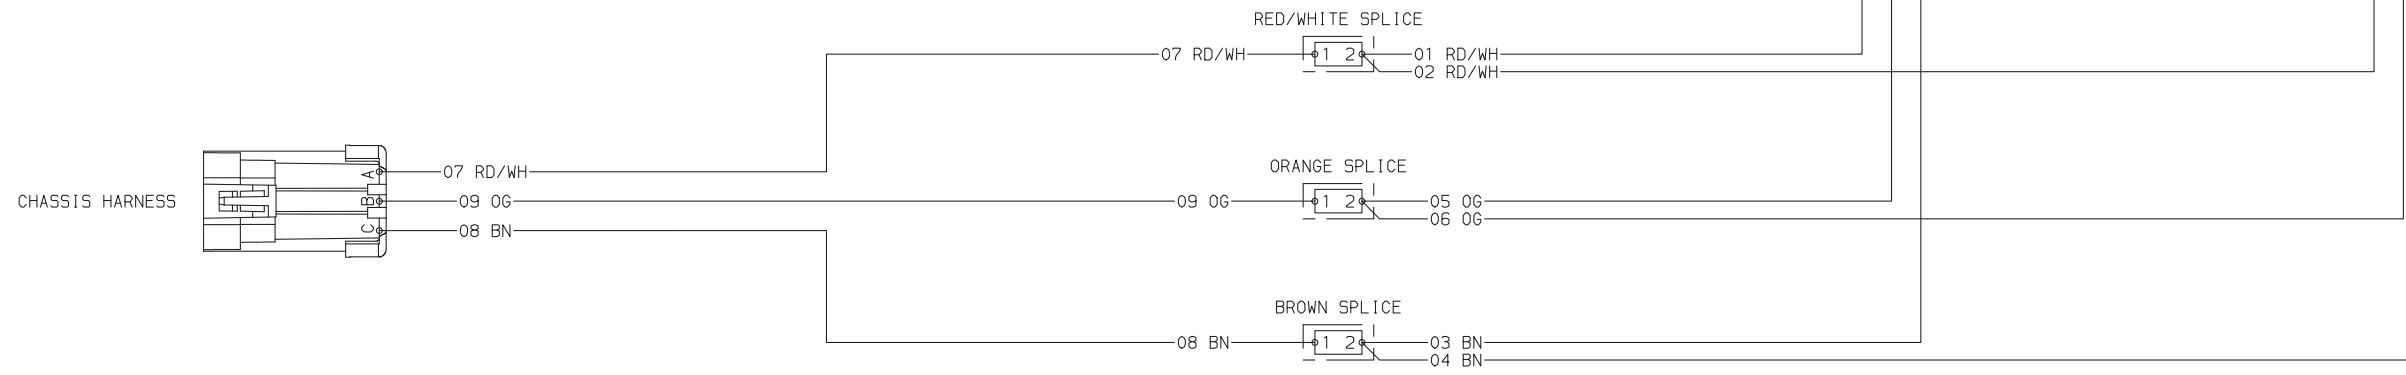 RED/WHITE SPLICE
07 RD/WH 1 2 01 RD/WH
02 RD/WH
ORANGE SPLICE
A 07 RD/WH
CHASSIS HARNESS B 09 OG 09 OG 1 2 05 OG
06 OG
C 08 BN
BROWN SPLICE
08 BN 1 2 03 BN
04 BN